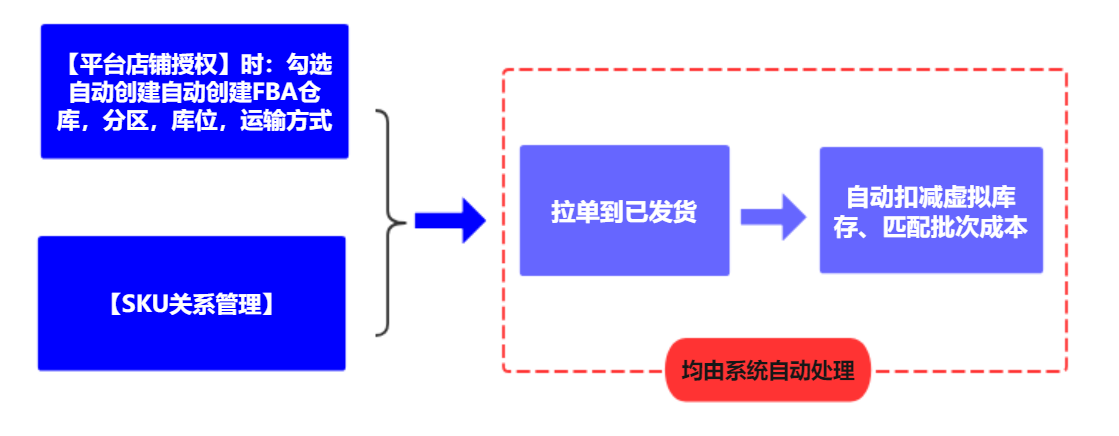 【平台店铺授权】时：勾选
自动创建自动创建FBA仓
库，分区，库位，运输方式
【SKU关系管理】
拉单到已发货
自动扣减虚拟库
存、匹配批次成本
均由系统自动处理